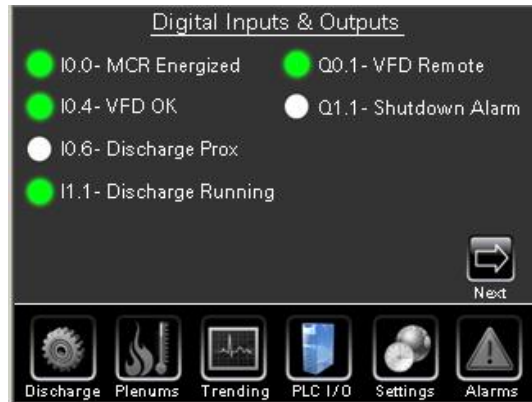 Digital Inputs & Outputs
I0.0- MCR Energized
Q0.1- VFD Remote
I0.4- VFD OK
Q1.1- Shutdown Alarm
I0.6- Discharge Prox
I1.1- Discharge Running
Next
Discharge
Plenums
Trending
PLC I/O
Settings
Alarms